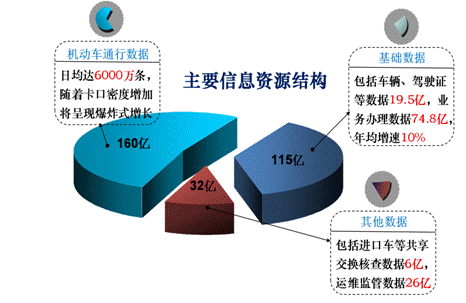 机动车通行数据
日均达6000万条，
随着卡口密度增加
将呈现爆炸式增长
主要信息资源结构
基础数据
包括车辆、驾驶证
等数据19.5亿，业
务办理数据74.8亿，
年均增速10%
160亿
115亿
32亿
其他数据
包括进口车等共享
交换核查数据6亿，
运维监管数据26亿